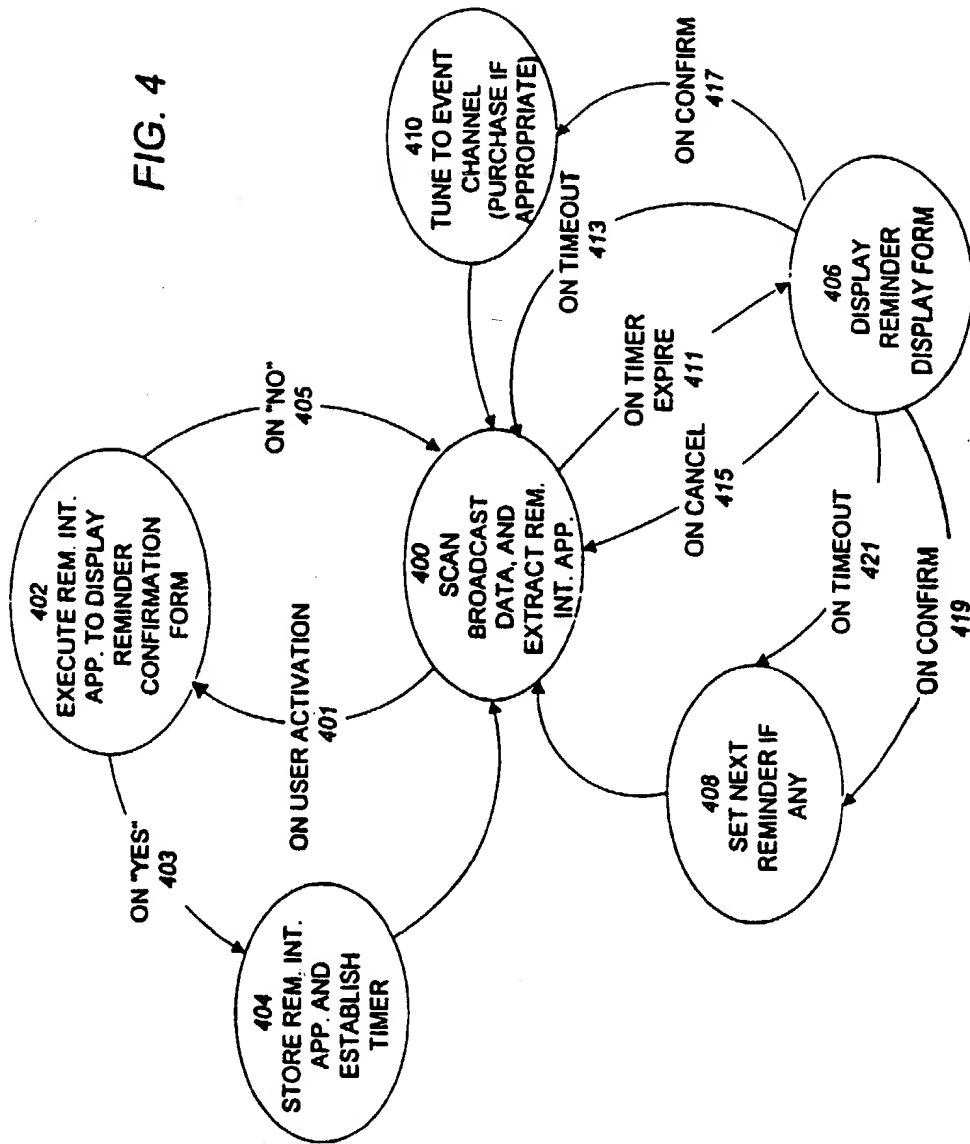 FIG. 4
402
EXECUTE REM. INT.
APP. TO DISPLAY
REMINDER
CONFIRMATION
FORM
ON "YES"
403
ON "NO"
405
ON USER ACTIVATION
401
404
STORE REM. INT.
APP. AND
ESTABLISH
TIMER
400
SCAN
BROADCAST
DATA, AND
EXTRACT REM.
INT. APP.
410
TUNE TO EVENT
CHANNEL
(PURCHASE IF
APPROPRIATE)
ON TIMEOUT
413
ON CONFIRM
417
ON TIMER
EXPIRE
411
ON CANCEL
415
406
DISPLAY
REMINDER
DISPLAY FORM
408
SET NEXT
REMINDER IF
ANY
ON TIMEOUT
421
ON CONFIRM
419